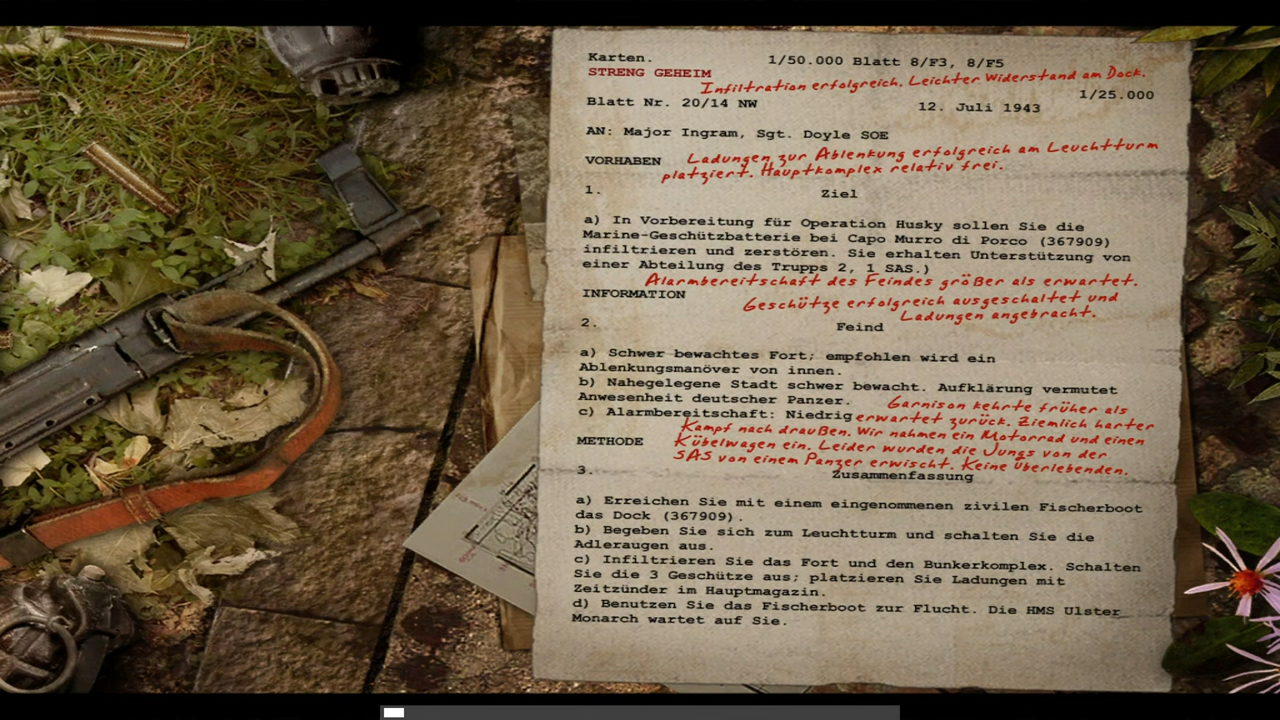 Karten. 1/50.000 Blatt 8/F3, 8/F5
STRENG GEHEIM
Infiltration erfolgreich. Leichter Widerstand am Dock.
1/25.000
Blatt Nr. 20/14 NW 12. Juli 1943
AN: Major Ingram, Sgt. Doyle SOE
VORHABEN
Ladungen zur Ablenkung erfolgreich am Leuchtturm
platziert. Hauptkomplex relativ frei.
1. Ziel
a) In Vorbereitung für Operation Husky sollen Sie die
Marine-Geschützbatterie bei Capo Murro di Porco (367909)
infiltrieren und zerstören. Sie erhalten Unterstützung von
einer Abteilung des Trupps 2, 1 SAS.)
Alarmbereitschaft des Feindes größer als erwartet.
INFORMATION
Geschütze erfolgreich ausgeschaltet und
Ladungen angebracht.
2. Feind
a) Schwer bewachtes Fort; empfohlen wird ein
Ablenkungsmanöver von innen.
b) Nahegelegene Stadt schwer bewacht. Aufklärung vermutet
Anwesenheit deutscher Panzer.
c) Alarmbereitschaft: Niedrig
Garnison kehrte früher als
erwartet zurück. Ziemlich harter
Kampf nach draußen. Wir nahmen ein Motorrad und einen
Kübelwagen ein. Leider wurden die Jungs von der
SAS von einem Panzer erwischt. Keine Überlebenden.
METHODE
3. Zusammenfassung
a) Erreichen Sie mit einem eingenommenen zivilen Fischerboot
das Dock (367909).
b) Begeben Sie sich zum Leuchtturm und schalten Sie die
Adleraugen aus.
c) Infiltrieren Sie das Fort und den Bunkerkomplex. Schalten
Sie die 3 Geschütze aus; platzieren Sie Ladungen mit
Zeitzünder im Hauptmagazin.
d) Benutzen Sie das Fischerboot zur Flucht. Die HMS Ulster
Monarch wartet auf Sie.